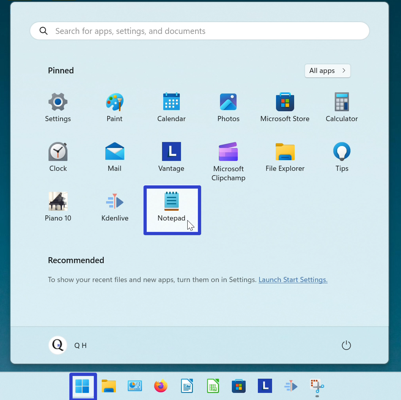 Search for apps, settings, and documents
Pinned
All apps
Settings
Paint
Calendar
Photos
Microsoft Store
Calculator
Clock
Mail
L
Vantage
Microsoft
Clipchamp
File Explorer
Tips
Piano 10
Kdenlive
Notepad
Recommended
To show your recent files and new apps, turn them on in Settings. Launch Start Settings.
Q
Q H
L